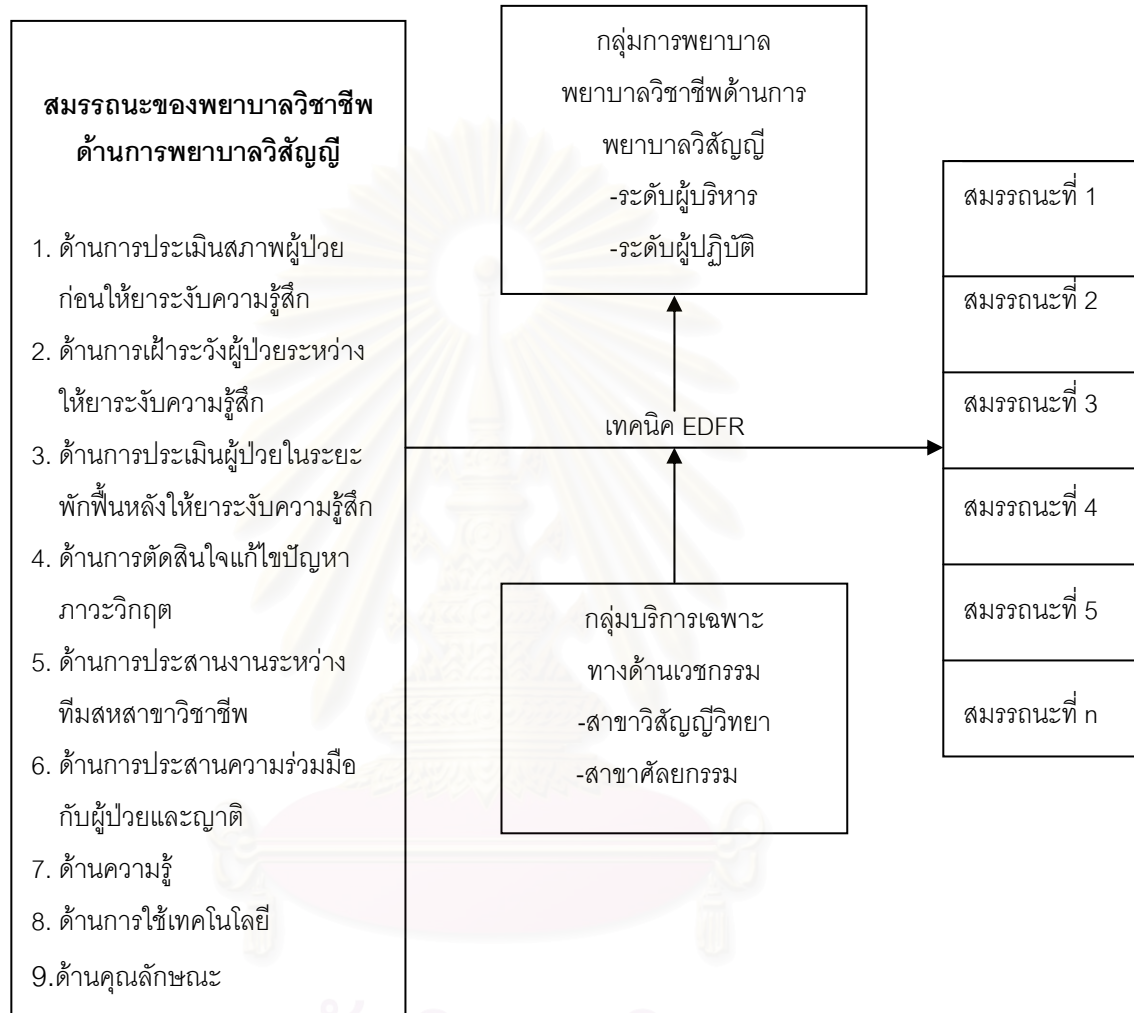 สมรรถนะของพยาบาลวิชาชีพ
ด้านการพยาบาลวิสัญญี
1. ด้านการประเมินสภาพผู้ป่วย
ก่อนให้ยาระงับความรู้สึก
2. ด้านการเฝ้าระวังผู้ป่วยระหว่าง
ให้ยาระงับความรู้สึก
3. ด้านการประเมินผู้ป่วยในระยะ
พักฟื้นหลังให้ยาระงับความรู้สึก
4. ด้านการตัดสินใจแก้ไขปัญหา
ภาวะวิกฤต
5. ด้านการประสานงานระหว่าง
ทีมสหสาขาวิชาชีพ
6. ด้านการประสานความร่วมมือ
กับผู้ป่วยและญาติ
7. ด้านความรู้
8. ด้านการใช้เทคโนโลยี
9.ด้านคุณลักษณะ
กลุ่มการพยาบาล
พยาบาลวิชาชีพด้านการ
พยาบาลวิสัญญี
-ระดับผู้บริหาร
-ระดับผู้ปฏิบัติ
เทคนิค EDFR
กลุ่มบริการเฉพาะ
ทางด้านเวชกรรม
-สาขาวิสัญญีวิทยา
-สาขาศัลยกรรม
สมรรถนะที่ 1
สมรรถนะที่ 2
สมรรถนะที่ 3
สมรรถนะที่ 4
สมรรถนะที่ 5
สมรรถนะที่ n